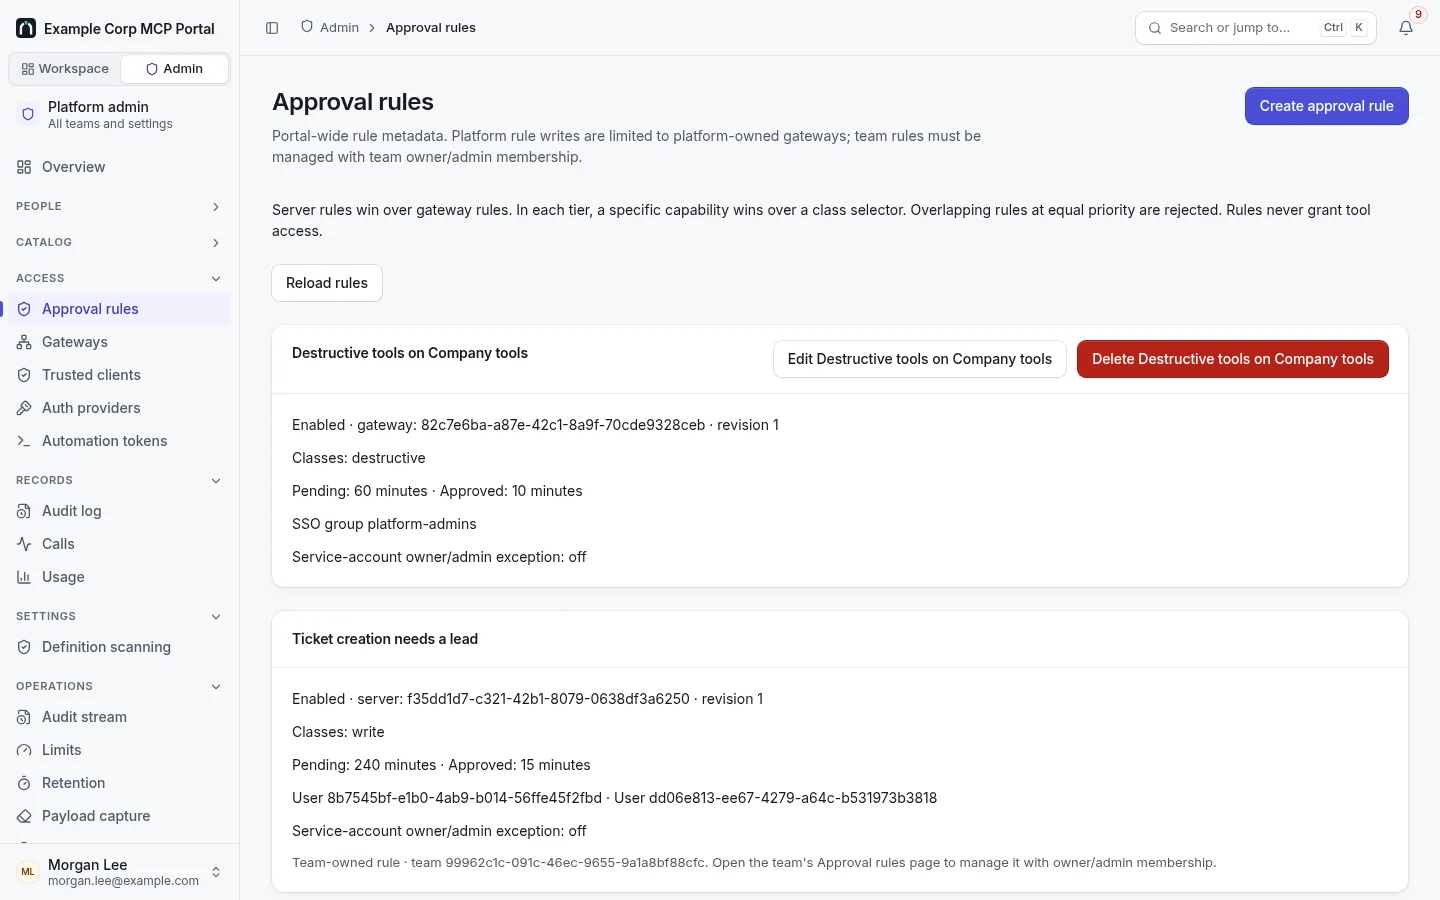 Example Corp MCP Portal
Workspace
Admin
Platform admin
All teams and settings
Overview
PEOPLE
CATALOG
ACCESS
Approval rules
Gateways
Trusted clients
Auth providers
Automation tokens
RECORDS
Audit log
Calls
Usage
SETTINGS
Definition scanning
OPERATIONS
Audit stream
Limits
Retention
Payload capture
ML
Morgan Lee
morgan.lee@example.com
Admin
Approval rules
Search or jump to...
Ctrl K
9
Approval rules
Create approval rule
Portal-wide rule metadata. Platform rule writes are limited to platform-owned gateways; team rules must be
managed with team owner/admin membership.
Server rules win over gateway rules. In each tier, a specific capability wins over a class selector. Overlapping rules at equal priority are rejected. Rules never grant tool
access.
Reload rules
Destructive tools on Company tools
Edit Destructive tools on Company tools
Delete Destructive tools on Company tools
Enabled · gateway: 82c7e6ba-a87e-42c1-8a9f-70cde9328ceb · revision 1
Classes: destructive
Pending: 60 minutes · Approved: 10 minutes
SSO group platform-admins
Service-account owner/admin exception: off
Ticket creation needs a lead
Enabled · server: f35dd1d7-c321-42b1-8079-0638df3a6250 · revision 1
Classes: write
Pending: 240 minutes · Approved: 15 minutes
User 8b7545bf-e1b0-4ab9-b014-56ffe45f2fbd · User dd06e813-ee67-4279-a64c-b531973b3818
Service-account owner/admin exception: off
Team-owned rule · team 99962c1c-091c-46ec-9655-9a1a8bf88cfc. Open the team's Approval rules page to manage it with owner/admin membership.